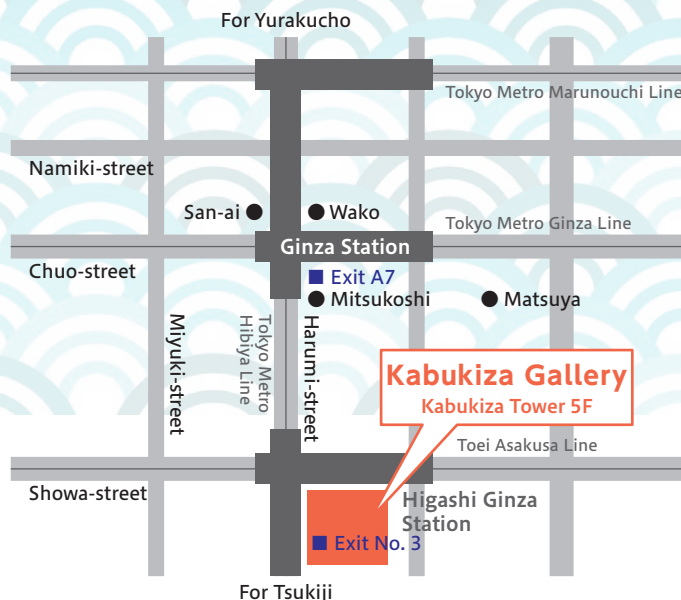 For Yurakucho
Tokyo Metro Marunouchi Line
Namiki-street
San-ai
Wako
Tokyo Metro Ginza Line
Ginza Station
Chuo-street
Exit A7
Mitsukoshi
Matsuya
Miyuki-street
Tokyo Metro
Hibiya Line
Harumi-street
Kabukiza Gallery
Kabukiza Tower 5F
Toei Asakusa Line
Showa-street
Higashi Ginza
Station
Exit No. 3
For Tsukiji